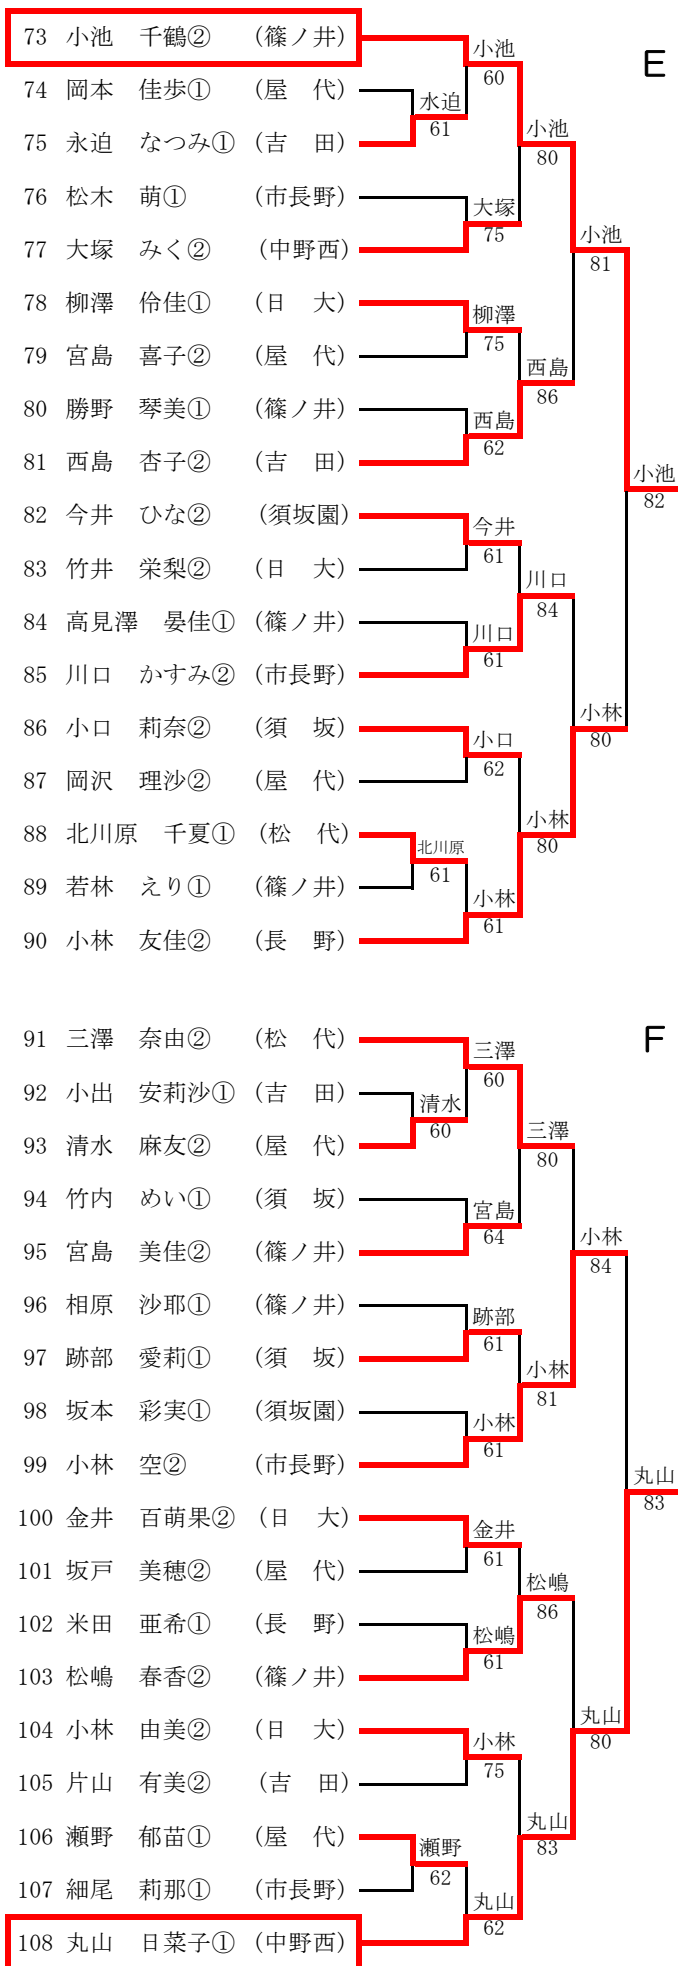 E
73 小池 千鶴② (篠ノ井)
小池
60
74 岡本 佳歩① (屋 代)
水迫
61
75 永迫 なつみ① (吉 田)
小池
80
76 松木 萌① (市長野)
大塚
75
77 大塚 みく② (中野西)
小池
81
78 柳澤 伶佳① (日 大)
柳澤
75
79 宮島 喜子② (屋 代)
西島
86
80 勝野 琴美① (篠ノ井)
西島
62
81 西島 杏子② (吉 田)
小池
82
82 今井 ひな② (須坂園)
今井
61
83 竹井 栄梨② (日 大)
川口
84
84 高見澤 晏佳① (篠ノ井)
川口
61
85 川口 かすみ② (市長野)
小林
80
86 小口 莉奈② (須 坂)
小口
62
87 岡沢 理沙② (屋 代)
小林
80
88 北川原 千夏① (松 代)
北川原
61
89 若林 えり① (篠ノ井)
小林
61
90 小林 友佳② (長 野)
F
91 三澤 奈由② (松 代)
三澤
60
92 小出 安莉沙① (吉 田)
清水
60
93 清水 麻友② (屋 代)
三澤
80
94 竹内 めい① (須 坂)
宮島
64
95 宮島 美佳② (篠ノ井)
小林
84
96 相原 沙耶① (篠ノ井)
跡部
61
97 跡部 愛莉① (須 坂)
小林
81
98 坂本 彩実① (須坂園)
小林
61
99 小林 空② (市長野)
丸山
83
100 金井 百萌果② (日 大)
金井
61
101 坂戸 美穂② (屋 代)
松嶋
86
102 米田 亜希① (長 野)
松嶋
61
103 松嶋 春香② (篠ノ井)
丸山
80
104 小林 由美② (日 大)
小林
75
105 片山 有美② (吉 田)
丸山
83
106 瀬野 郁苗① (屋 代)
瀬野
62
107 細尾 莉那① (市長野)
丸山
62
108 丸山 日菜子① (中野西)